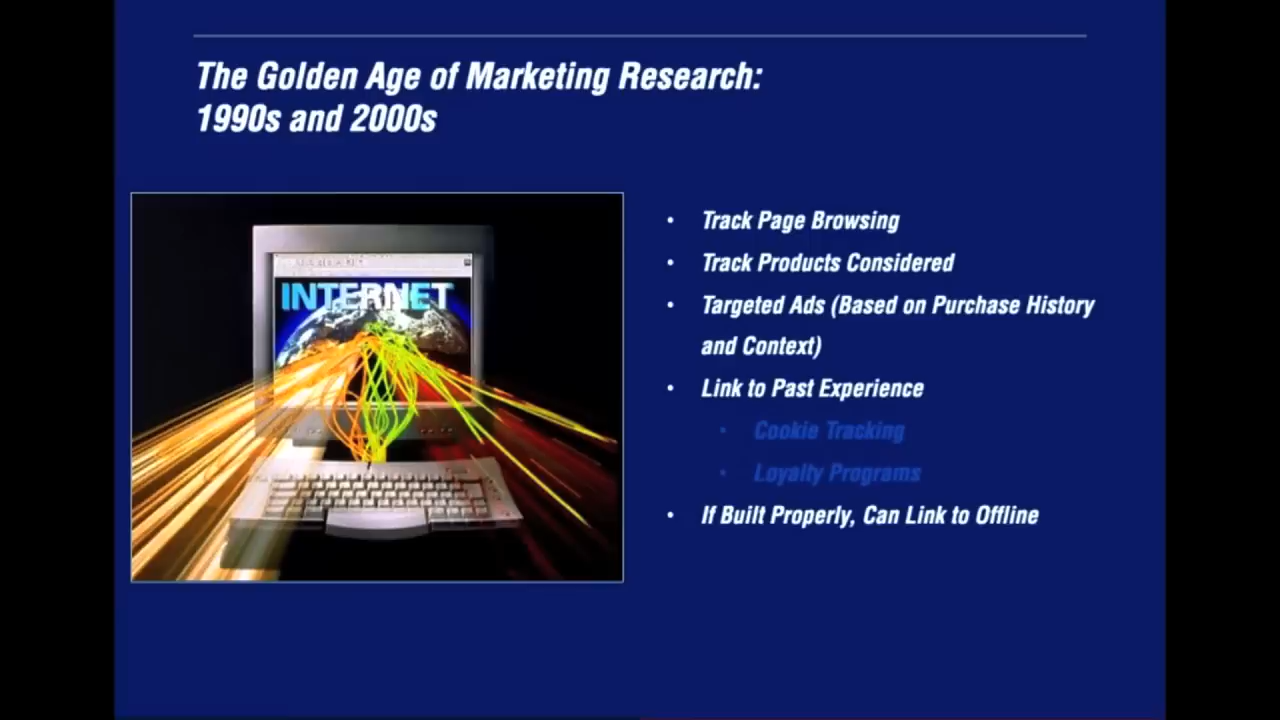 The Golden Age of Marketing Research:
1990s and 2000s
INTERNET
• Track Page Browsing
• Track Products Considered
• Targeted Ads (Based on Purchase History
and Context)
• Link to Past Experience
• Cookie Tracking
• Loyalty Programs
• If Built Properly, Can Link to Offline